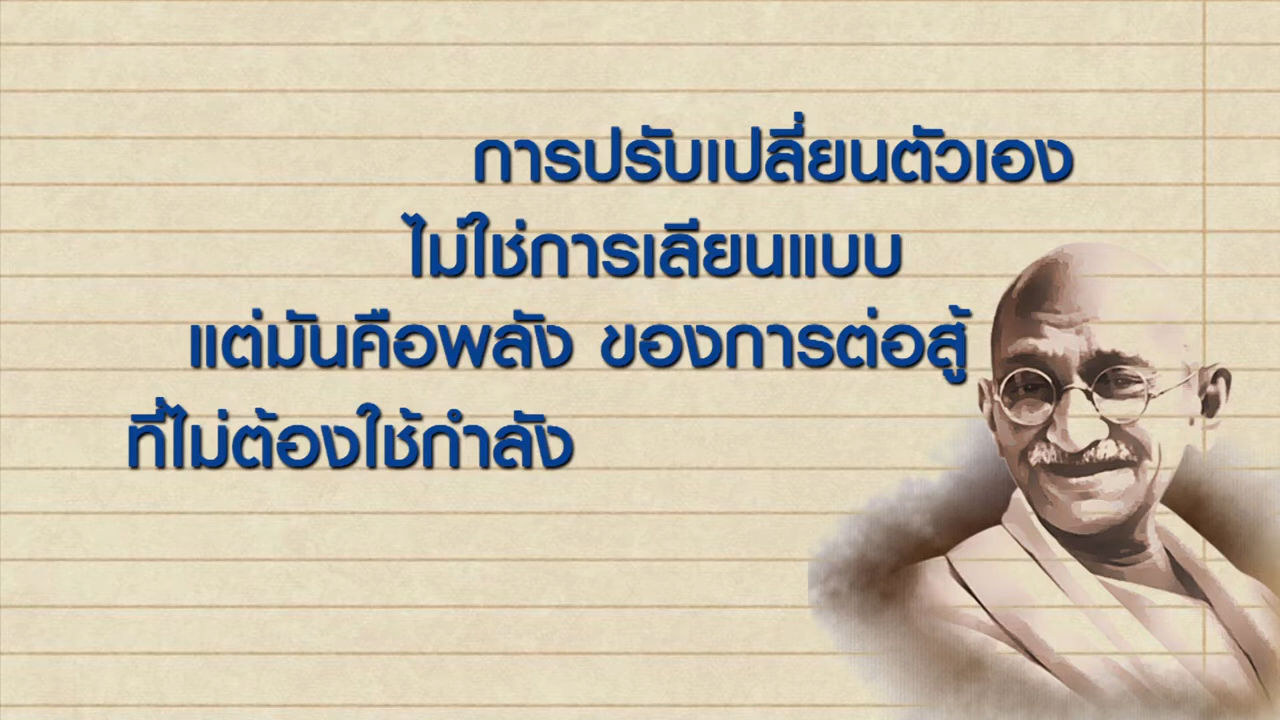 การปรับเปลี่ยนตัวเอง
ไม่ใช่การเลียนแบบ
แต่มันคือพลัง ของการต่อสู้
ที่ไม่ต้องใช้กำลัง